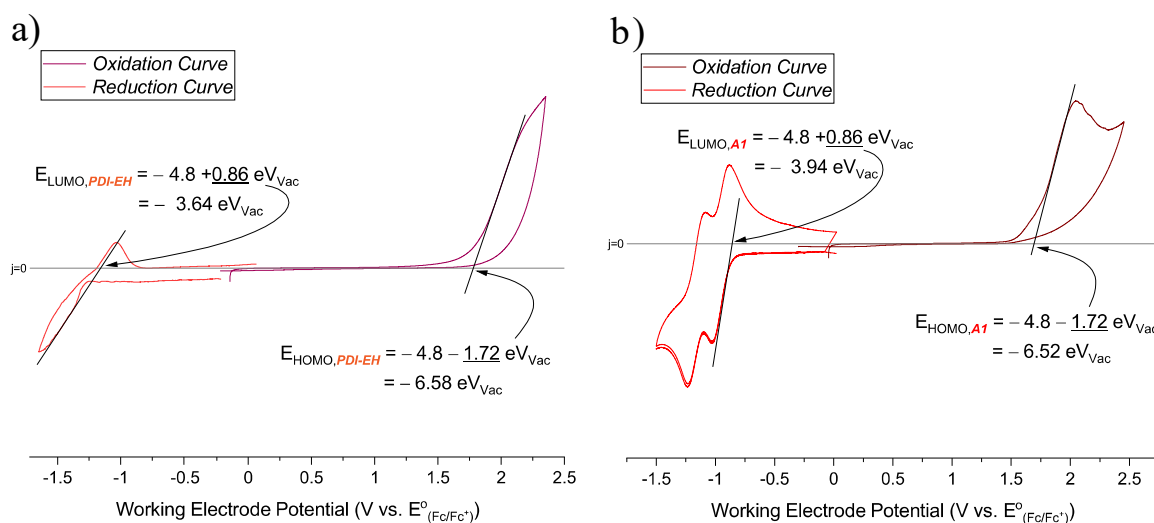 a)
Oxidation Curve
Reduction Curve
E_LUMO,PDI-EH = − 4.8 +0.86 eV_Vac
= − 3.64 eV_Vac
j=0
E_HOMO,PDI-EH = − 4.8 − 1.72 eV_Vac
= − 6.58 eV_Vac
-1.5 -1 -0.5 0 0.5 1 1.5 2 2.5
Working Electrode Potential (V vs. E°(Fc/Fc⁺))
b)
Oxidation Curve
Reduction Curve
E_LUMO,A1 = − 4.8 +0.86 eV_Vac
= − 3.94 eV_Vac
j=0
E_HOMO,A1 = − 4.8 − 1.72 eV_Vac
= − 6.52 eV_Vac
-1.5 -1 -0.5 0 0.5 1 1.5 2 2.5
Working Electrode Potential (V vs. E°(Fc/Fc⁺))